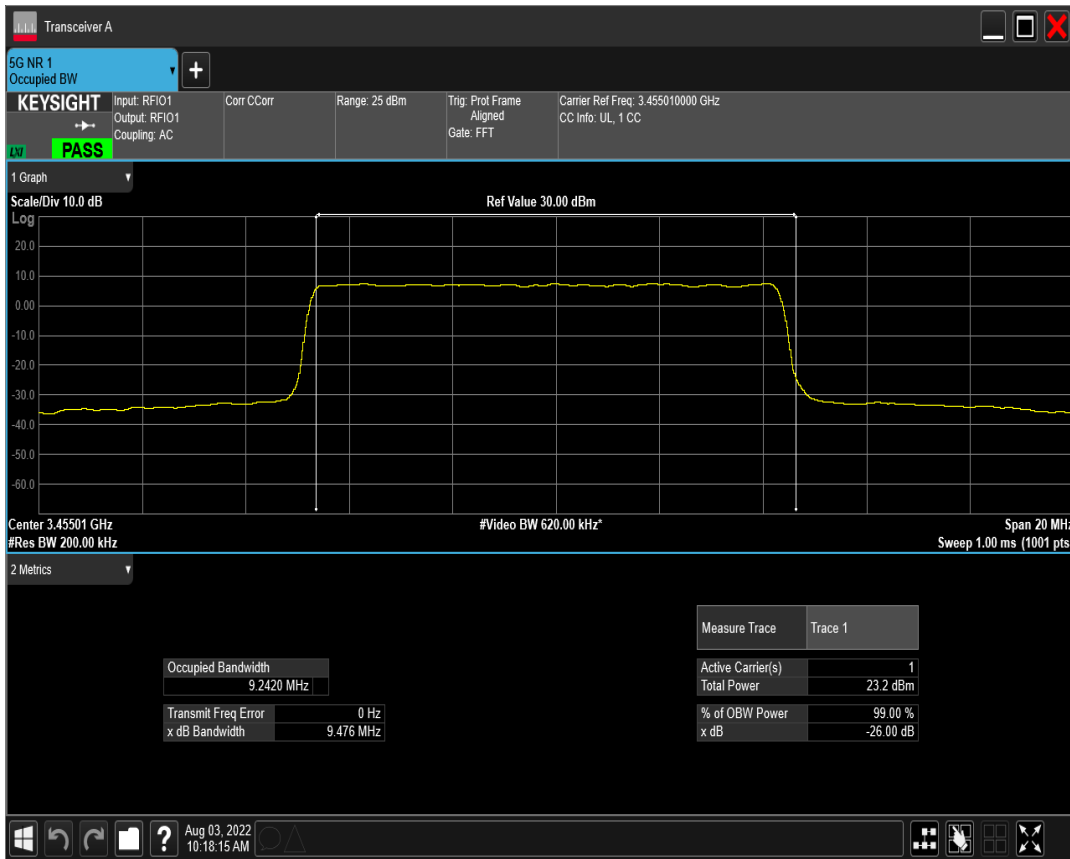 Transceiver A
5G NR 1
Occupied BW
KEYSIGHT
LXI
PASS
Input: RFIO1
Output: RFIO1
Coupling: AC
Corr CCorr
Range: 25 dBm
Trig: Prot Frame
Aligned
Gate: FFT
Carrier Ref Freq: 3.455010000 GHz
CC Info: UL, 1 CC
1 Graph
Scale/Div 10.0 dB
Ref Value 30.00 dBm
Log
20.0
10.0
0.00
-10.0
-20.0
-30.0
-40.0
-50.0
-60.0
Center 3.45501 GHz
#Video BW 620.00 kHz*
Span 20 MHz
#Res BW 200.00 kHz
Sweep 1.00 ms (1001 pts
2 Metrics
Measure Trace Trace 1
Occupied Bandwidth
9.2420 MHz
Active Carrier(s) 1
Total Power 23.2 dBm
Transmit Freq Error 0 Hz
x dB Bandwidth 9.476 MHz
% of OBW Power 99.00 %
x dB -26.00 dB
?
Aug 03, 2022
10:18:15 AM